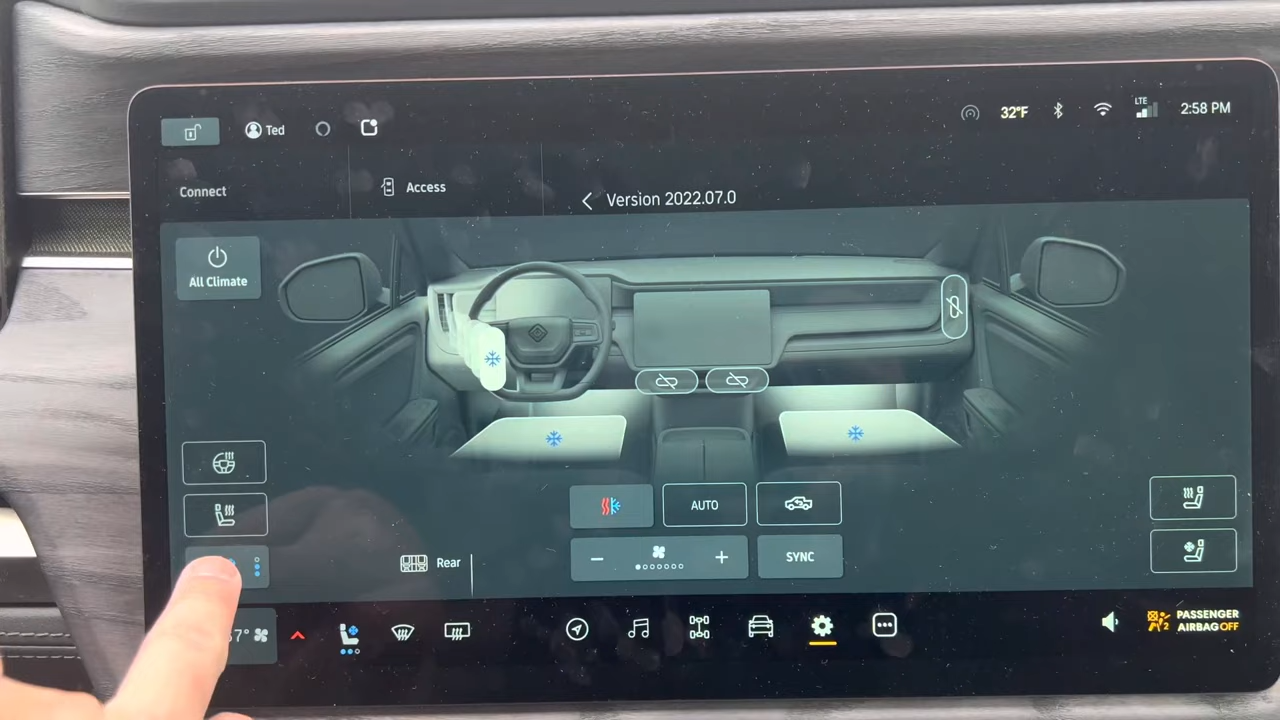 Ted
32°F
LTE
2:58 PM
Connect
Access
Version 2022.07.0
All Climate
AUTO
SYNC
Rear
7°
PASSENGER
AIRBAG OFF